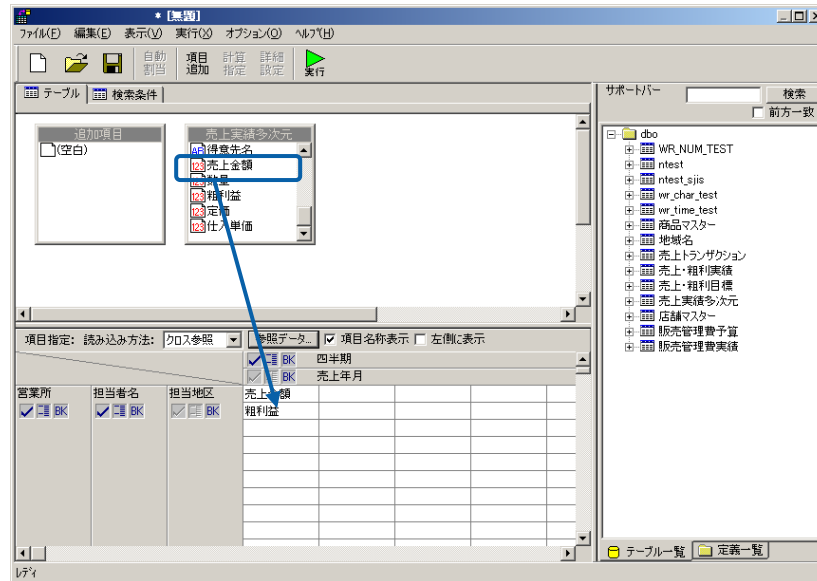 * [無題]
ファイル(F) 編集(E) 表示(V) 実行(X) オプション(O) ヘルプ(H)
自動割当 項目追加 計算指定 詳細設定 実行
テーブル 検索条件
追加項目
(空白)
売上実績多次元
AB 得意先名
123 売上金額
123 数量
123 粗利益
123 定価
123 仕入単価
項目指定: 読み込み方法: クロス参照 参照データ... 項目名称表示 左側に表示
BK 四半期
BK 売上年月
営業所 担当者名 担当地区 売上金額
BK BK BK 粗利益
サポートバー 検索
前方一致
dbo
WR_NUM_TEST
ntest
ntest_sjis
wr_char_test
wr_time_test
商品マスター
地域名
売上トランザクション
売上・粗利実績
売上・粗利目標
売上実績多次元
店舗マスター
販売管理費予算
販売管理費実績
テーブル一覧 定義一覧
レディ